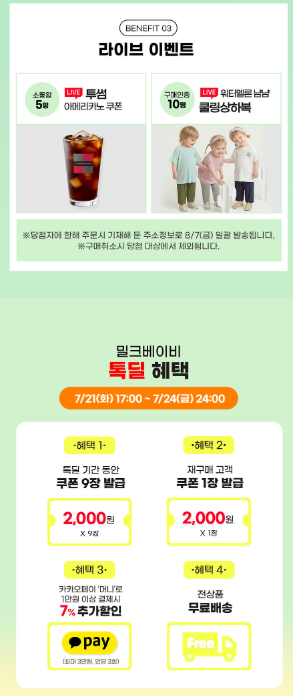 BENEFIT 03
라이브 이벤트
소통왕
5명
LIVE 투썸
아메리카노 쿠폰
구매인증
10명
LIVE 워터멜론 냠냠
쿨링상하복
※당첨자에 한해 주문시 기재해 둔 주소정보로 8/7(금) 일괄 발송됩니다.
※구매취소시 당첨 대상에서 제외됩니다.
밀크베이비
톡딜 혜택
7/21(화) 17:00 ~ 7/24(금) 24:00
·혜택 1·
톡딜 기간 동안
쿠폰 9장 발급
2,000원
X 9장
·혜택 2·
재구매 고객
쿠폰 1장 발급
2,000원
X 1장
·혜택 3·
카카오페이 '머니'로
1만원 이상 결제시
7% 추가할인
pay
(최대 3만원, 인당 3회)
·혜택 4·
전상품
무료배송
Free